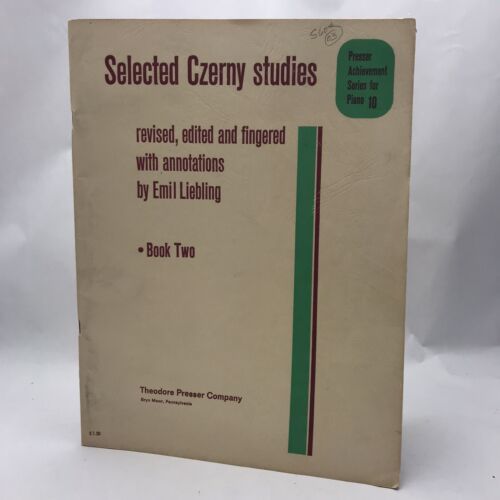 Selected Czerny studies
Presser
Achievement
Series for
Piano 10
revised, edited and fingered
with annotations
by Emil Liebling
• Book Two
Theodore Presser Company
Bryn Mawr, Pennsylvania